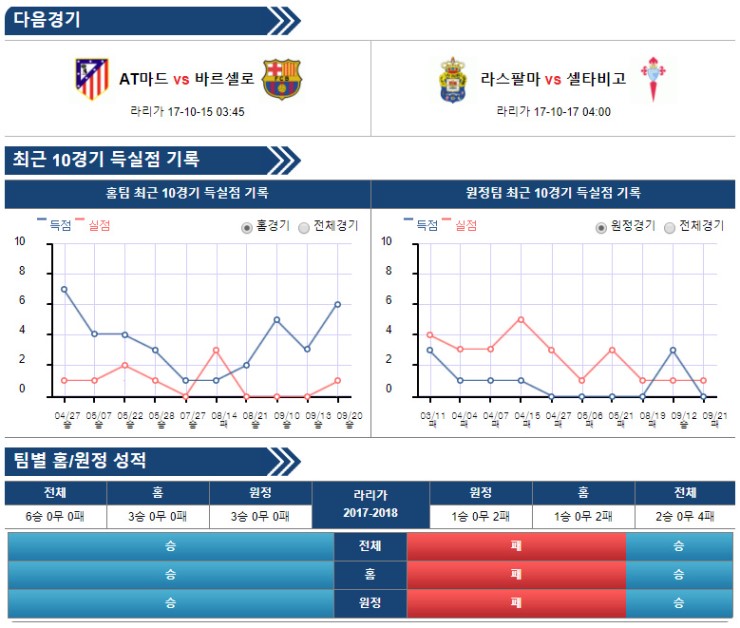 다음경기
AT마드 vs 바르셀로
라리가 17-10-15 03:45
라스팔마 vs 셀타비고
라리가 17-10-17 04:00
최근 10경기 득실점 기록
홈팀 최근 10경기 득실점 기록
득점 실점 홈경기 전체경기
10
8
6
4
2
0
04/27 05/07 05/22 05/28 07/27 08/14 08/21 09/10 09/13 09/20
승 승 승 승 승 패 승 승 승 승
원정팀 최근 10경기 득실점 기록
득점 실점 원정경기 전체경기
10
8
6
4
2
0
03/11 04/04 04/07 04/15 04/27 05/06 05/21 08/19 09/12 09/21
패 패 패 패 패 패 패 패 승 패
팀별 홈/원정 성적
전체 홈 원정 라리가 원정 홈 전체
6승 0무 0패 3승 0무 0패 3승 0무 0패 2017-2018 1승 0무 2패 1승 0무 2패 2승 0무 4패
승 전체 패 승
승 홈 패 승
승 원정 패 승